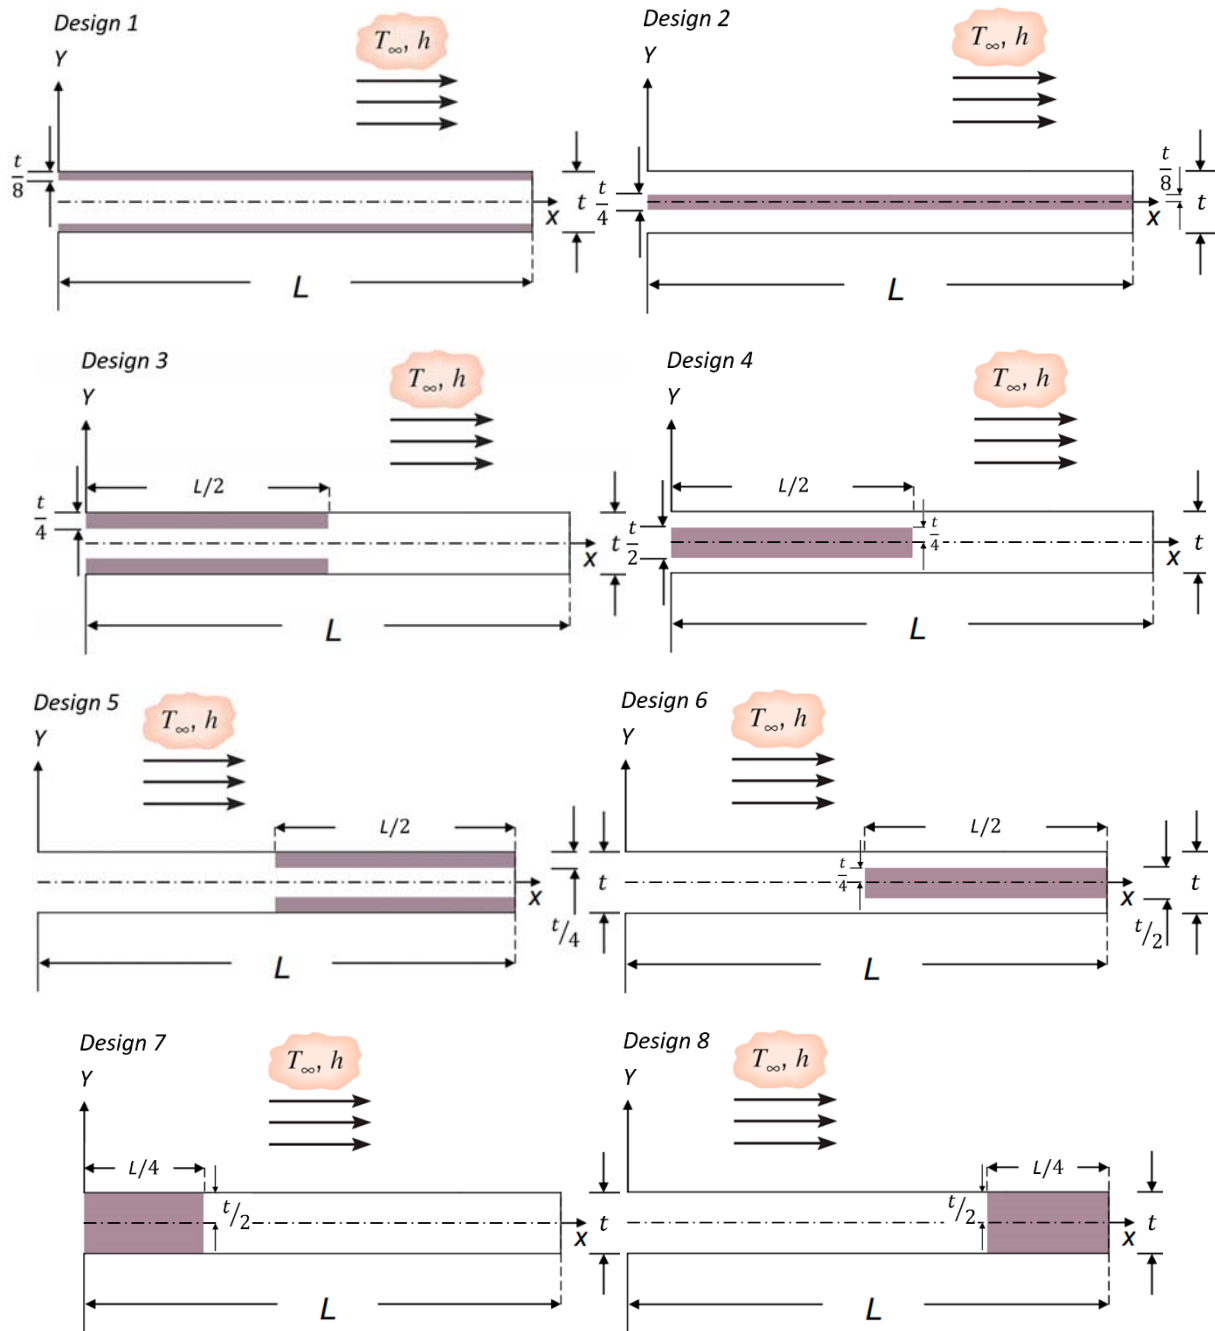 Design 1
T∞, h
Y
t/8
t
x
L
Design 2
T∞, h
Y
t/4
t/8
t
x
L
Design 3
T∞, h
Y
L/2
t/4
t
x
L
Design 4
T∞, h
Y
L/2
t/2
t/4
t
x
L
Design 5
T∞, h
Y
L/2
t
x
t/4
L
Design 6
T∞, h
Y
L/2
t/4
t
x
t/2
L
Design 7
T∞, h
Y
L/4
t/2
t
x
L
Design 8
T∞, h
Y
L/4
t/2
t
x
L